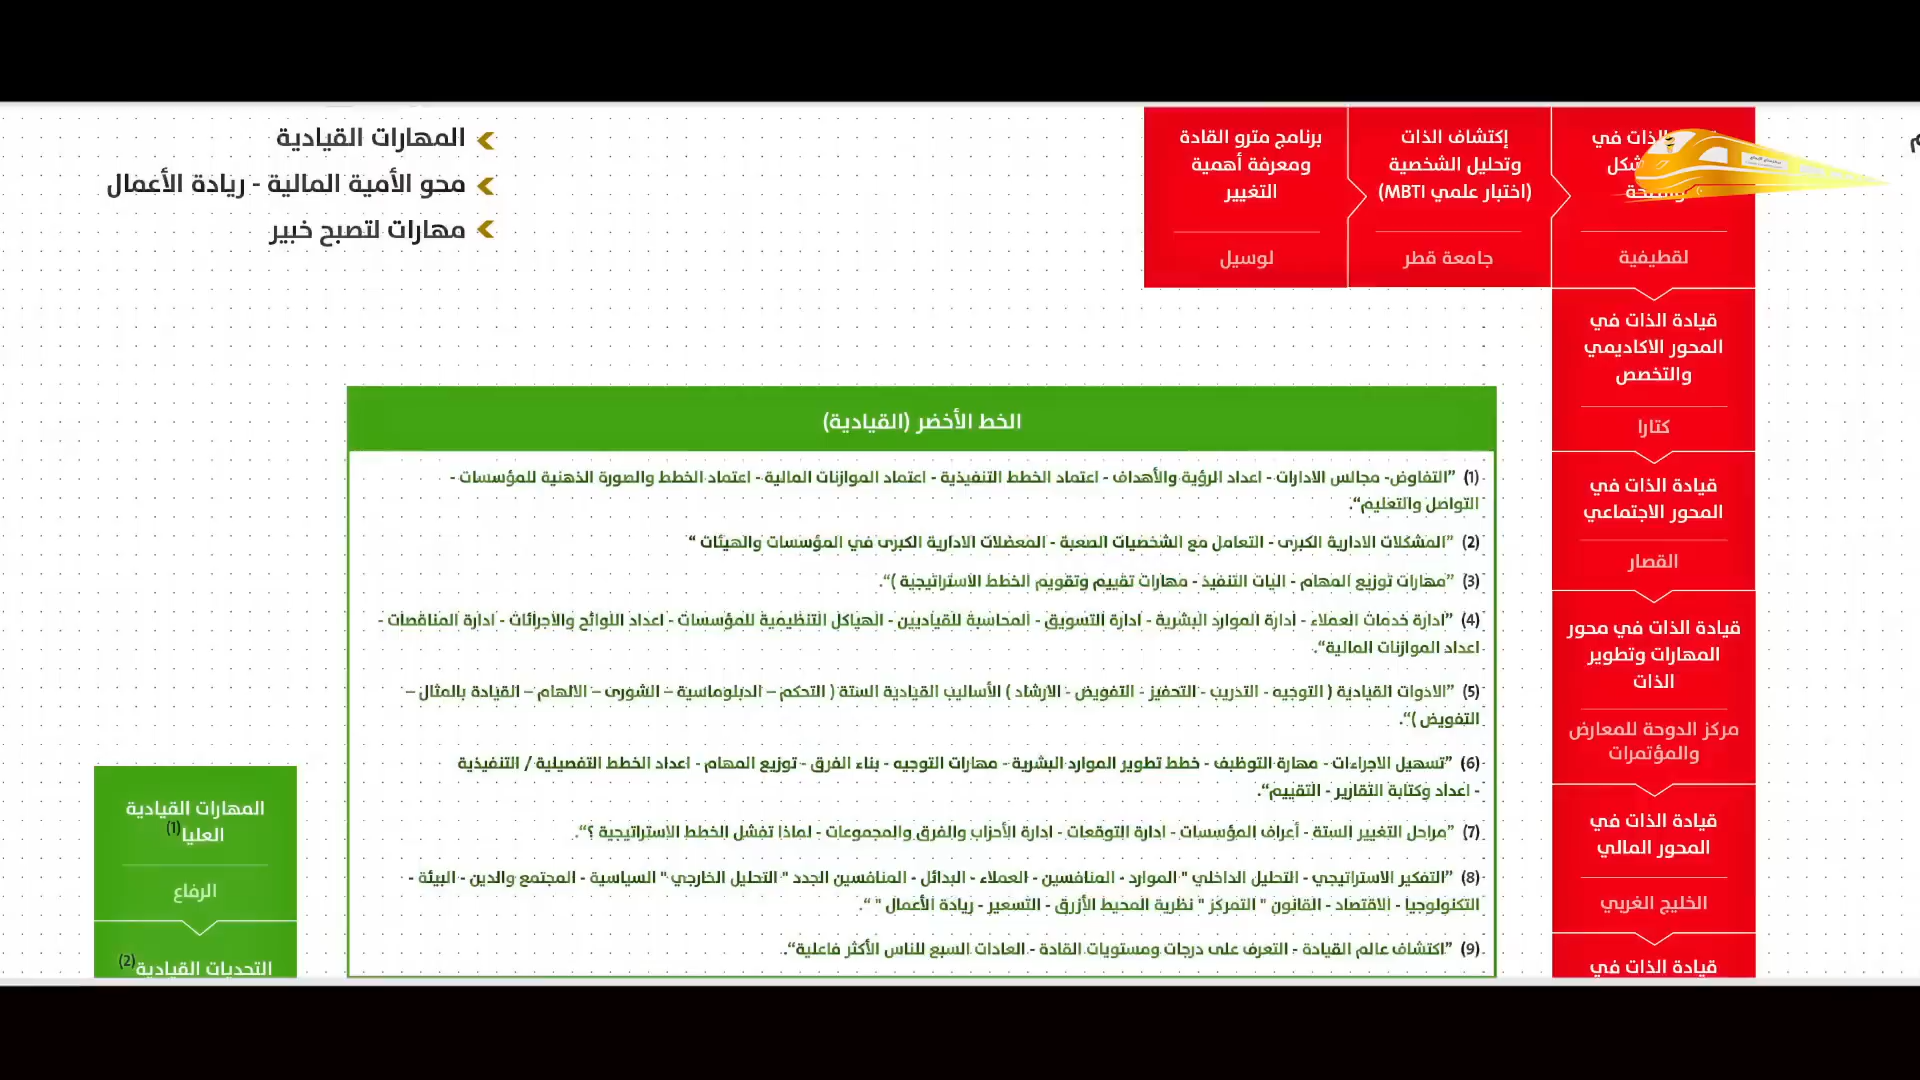 المهارات القيادية
محو الأمية المالية - ريادة الأعمال
مهارات لتصبح خبير
برنامج مترو القادة
ومعرفة أهمية
التغيير
لوسيل
إكتشاف الذات
وتحليل الشخصية
(اختبار علمي MBTI)
جامعة قطر
الذات في
لقطيفية
قيادة الذات في
المحور الاكاديمي
والتخصص
كتارا
قيادة الذات في
المحور الاجتماعي
القصار
قيادة الذات في محور
المهارات وتطوير
الذات
مركز الدوحة للمعارض
والمؤتمرات
قيادة الذات في
المحور المالي
الخليج الغربي
قيادة الذات في
الخط الأخضر (القيادية)
(1) "التفاوض- مجالس الادارات - اعداد الرؤية والأهداف - اعتماد الخطط التنفيذية - اعتماد الموازنات المالية - اعتماد الخطط والصورة الذهنية للمؤسسات -
التواصل والتعليم".
(2) "المشكلات الادارية الكبرى - التعامل مع الشخصيات الصعبة - المعضلات الادارية الكبرى في المؤسسات والهيئات "
(3) "مهارات توزيع المهام - اليات التنفيذ - مهارات تقييم وتقويم الخطط الاستراتيجية )".
(4) "ادارة خدمات العملاء - ادارة الموارد البشرية - ادارة التسويق - المحاسبة للقياديين - الهياكل التنظيمية للمؤسسات - اعداد اللوائح والاجرائات - ادارة المناقصات -
اعداد الموازنات المالية".
(5) "الادوات القيادية ( التوجيه - التدريب - التحفيز - التفويض - الارشاد ) الأساليب القيادية الستة ( التحكم – الدبلوماسية – الشورى – الالهام – القيادة بالمثال –
التفويض )".
(6) "تسهيل الاجراءات - مهارة التوظيف - خطط تطوير الموارد البشرية - مهارات التوجيه - بناء الفرق - توزيع المهام - اعداد الخطط التفصيلية / التنفيذية
- اعداد وكتابة التقارير - التقييم".
(7) "مراحل التغيير الستة - أعراف المؤسسات - ادارة التوقعات - ادارة الأحزاب والفرق والمجموعات - لماذا تفشل الخطط الاستراتيجية ؟".
(8) "التفكير الاستراتيجي - التحليل الداخلي " الموارد - المنافسين - العملاء - البدائل - المنافسين الجدد " التحليل الخارجي " السياسية - المجتمع والدين - البيئة -
التكنولوجيا - الاقتصاد - القانون " التمركز " نظرية المحيط الأزرق - التسعير - ريادة الأعمال " ".
(9) "اكتشاف عالم القيادة - التعرف على درجات ومستويات القادة - العادات السبع للناس الأكثر فاعلية".
المهارات القيادية
العليا(1)
الرفاع
التحديات القيادية(2)